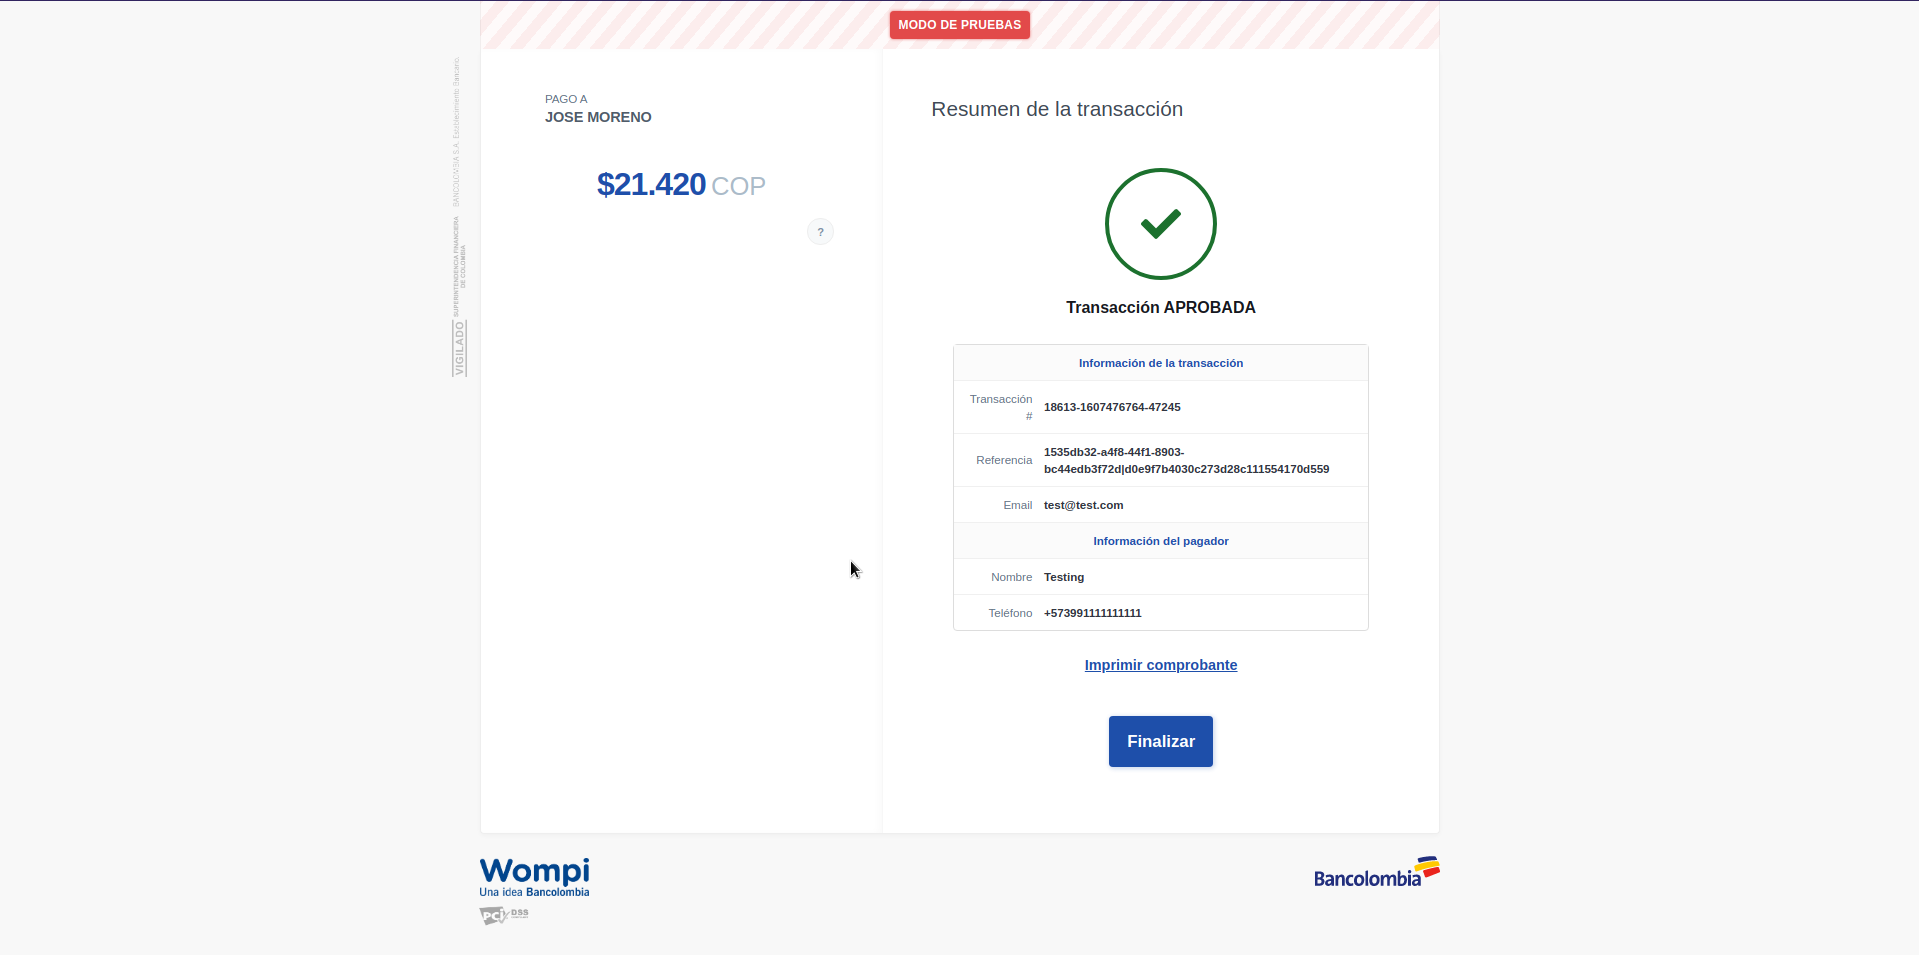 MODO DE PRUEBAS
BANCOLOMBIA S.A. Establecimiento Bancario
SUPERINTENDENCIA FINANCIERA
DE COLOMBIA
VIGILADO
PAGO A
JOSE MORENO
$21.420 COP
?
Resumen de la transacción
Transacción APROBADA
Información de la transacción
Transacción
#
18613-1607476764-47245
Referencia
1535db32-a4f8-44f1-8903-
bc44edb3f72d|d0e9f7b4030c273d28c111554170d559
Email test@test.com
Información del pagador
Nombre Testing
Teléfono +573991111111111
Imprimir comprobante
Finalizar
Wompi
Una idea Bancolombia
PCI DSS
Bancolombia